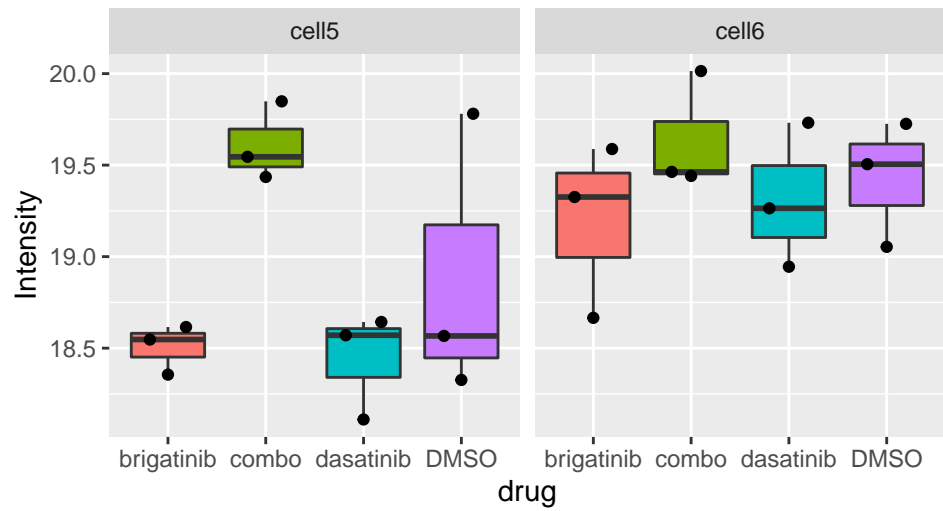 cell5 cell6
Intensity
20.0
19.5
19.0
18.5
brigatinib combo dasatinib DMSO brigatinib combo dasatinib DMSO
drug